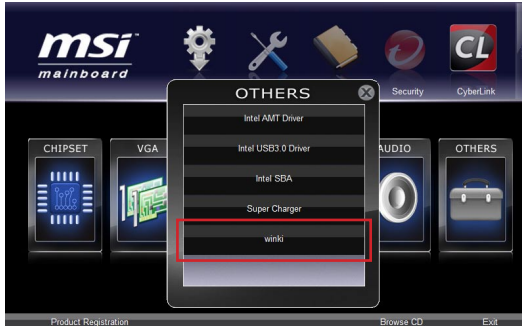 msi™
mainboard
CL
Security
CyberLink
OTHERS
Intel AMT Driver
Intel USB3.0 Driver
Intel SBA
Super Charger
winki
CHIPSET
VGA
AUDIO
OTHERS
Product Registration
Browse CD
Exit